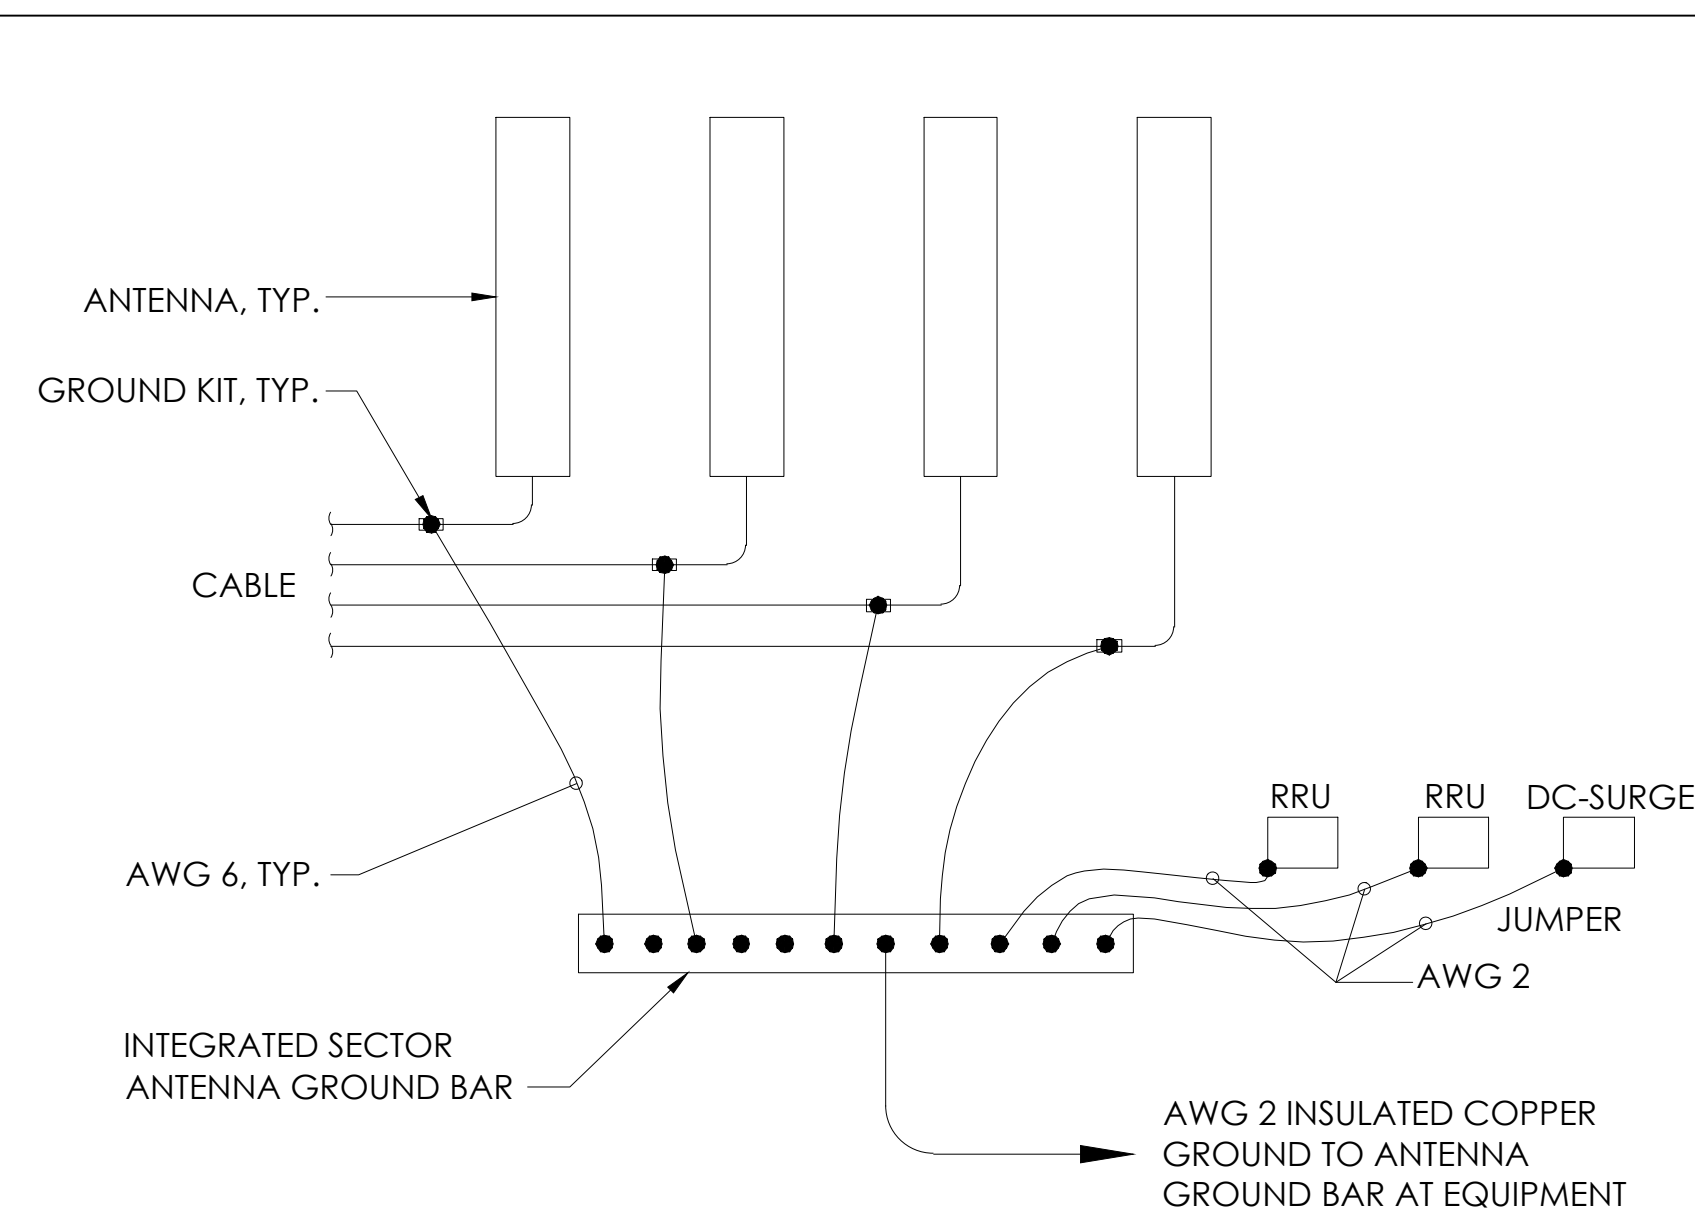 ANTENNA, TYP.
GROUND KIT, TYP.
CABLE
AWG 6, TYP.
RRU
RRU
DC-SURGE
JUMPER
AWG 2
INTEGRATED SECTOR
ANTENNA GROUND BAR
AWG 2 INSULATED COPPER
GROUND TO ANTENNA
GROUND BAR AT EQUIPMENT